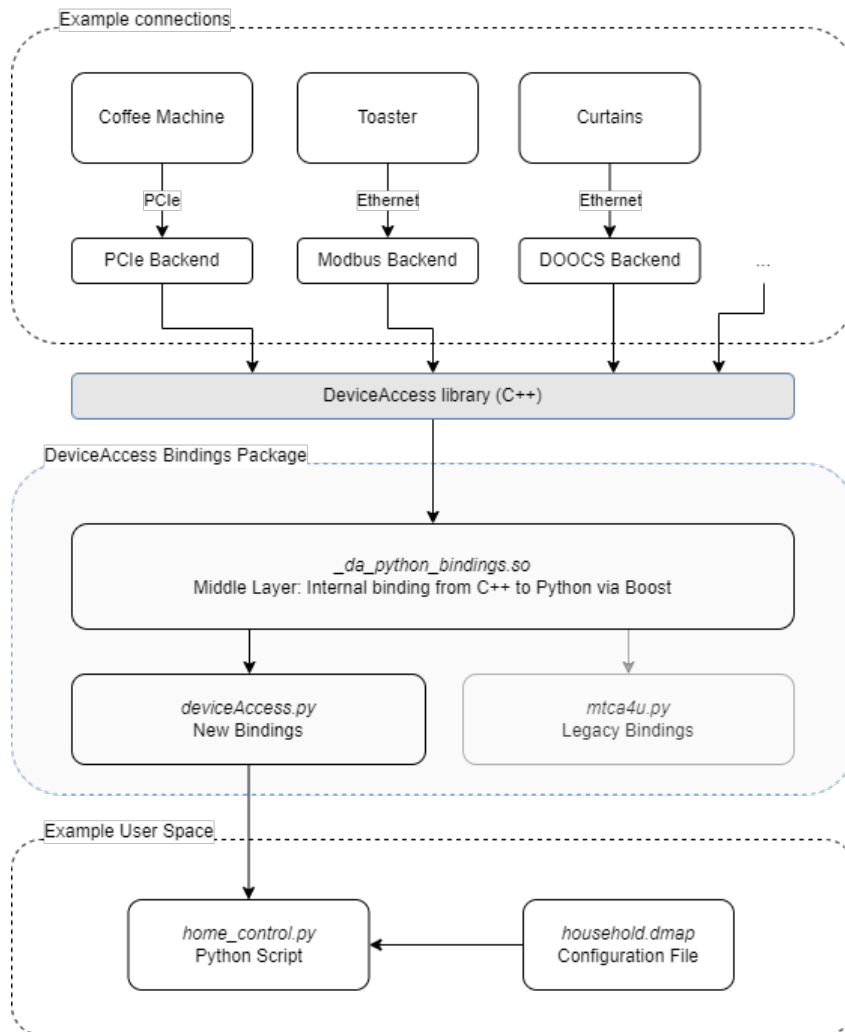 Example connections
Coffee Machine
Toaster
Curtains
PCIe
Ethernet
Ethernet
PCIe Backend
Modbus Backend
DOOCS Backend
...
DeviceAccess library (C++)
DeviceAccess Bindings Package
_da_python_bindings.so
Middle Layer: Internal binding from C++ to Python via Boost
deviceAccess.py
New Bindings
mtca4u.py
Legacy Bindings
Example User Space
home_control.py
Python Script
household.dmap
Configuration File